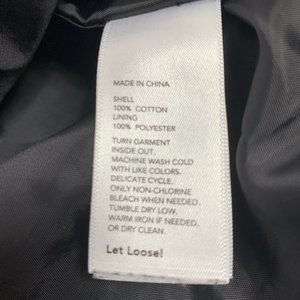 MADE IN CHINA
SHELL
100% COTTON
LINING
100% POLYESTER
TURN GARMENT
INSIDE OUT.
MACHINE WASH COLD
WITH LIKE COLORS.
DELICATE CYCLE.
ONLY NON-CHLORINE
BLEACH WHEN NEEDED.
TUMBLE DRY LOW.
WARM IRON IF NEEDED.
OR DRY CLEAN.
Let Loose!